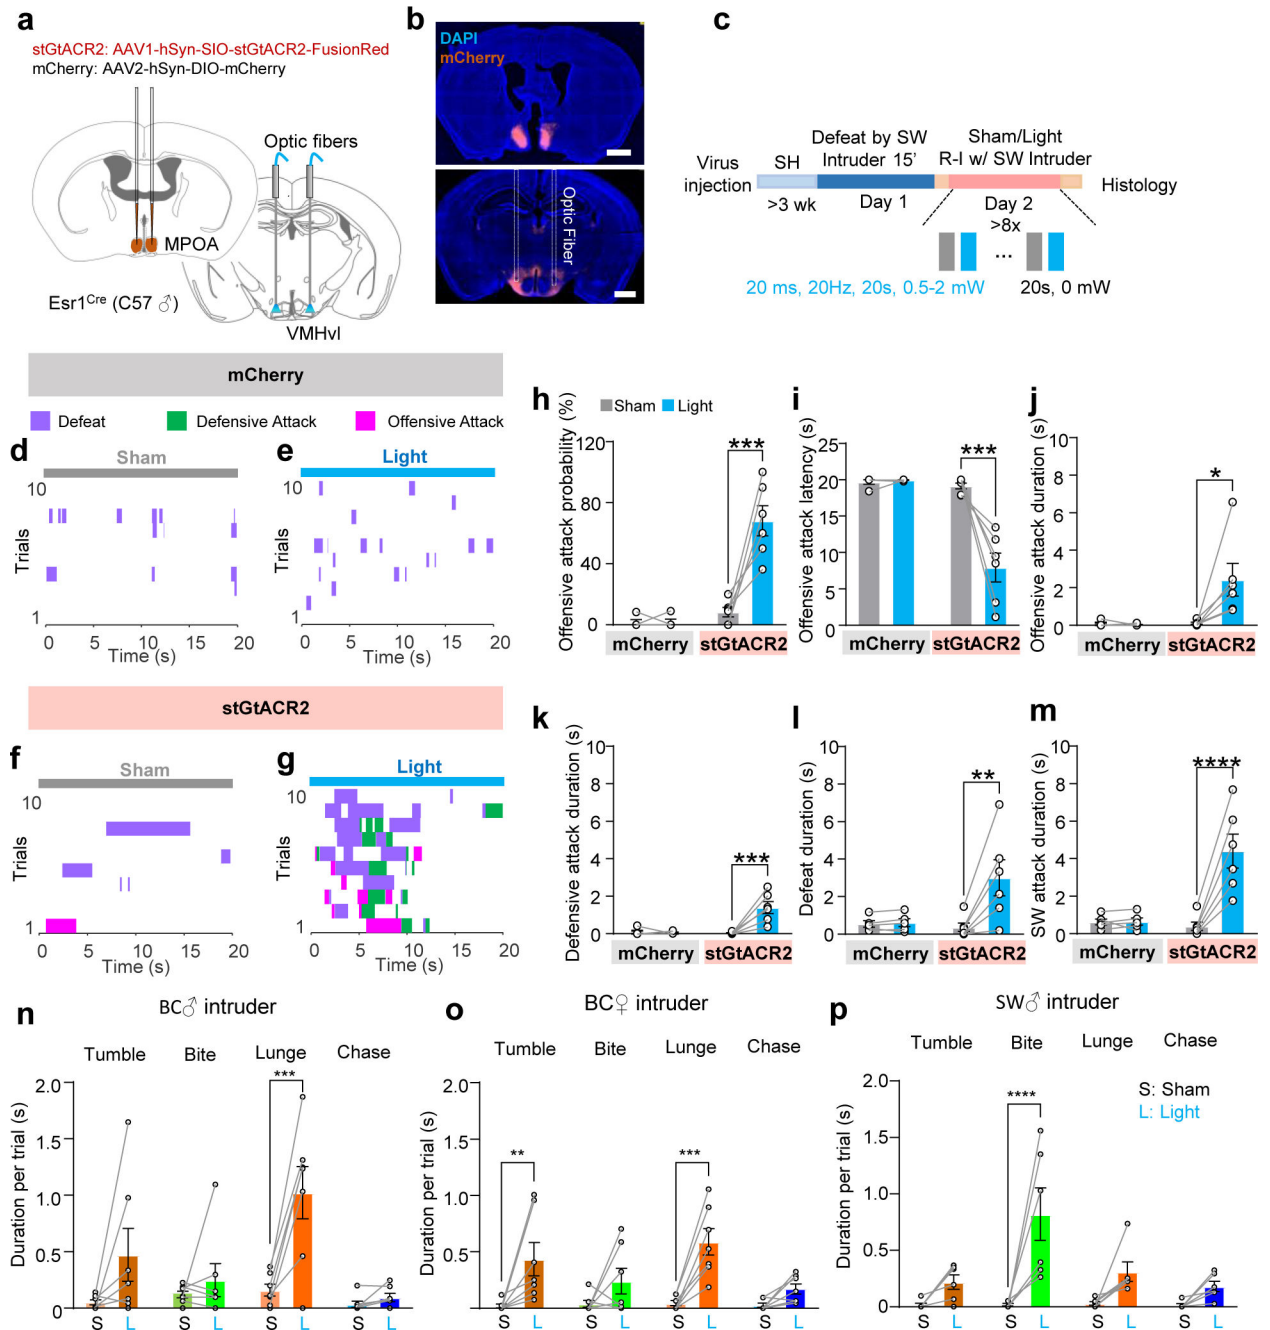 a
stGtACR2: AAV1-hSyn-SIO-stGtACR2-FusionRed
mCherry: AAV2-hSyn-DIO-mCherry
Optic fibers
MPOA
Esr1Cre (C57 ♂)
VMHvl
b
DAPI
mCherry
Optic Fiber
c
Defeat by SW Sham/Light
Virus SH Intruder 15' R-I w/ SW Intruder
injection Histology
>3 wk Day 1 Day 2
>8x
...
20 ms, 20Hz, 20s, 0.5-2 mW 20s, 0 mW
mCherry
Defeat Defensive Attack Offensive Attack
d
Sham
10
Trials
1
0 5 10 15 20
Time (s)
e
Light
0 5 10 15 20
Time (s)
stGtACR2
f
Sham
10
Trials
1
0 5 10 15 20
Time (s)
g
Light
10
Trials
1
0 5 10 15 20
Time (s)
h
Sham Light
Offensive attack probability (%)
120
80
40
0
***
mCherry stGtACR2
i
Offensive attack latency (s)
25
20
15
10
5
0
***
mCherry stGtACR2
j
Offensive attack duration (s)
10
8
6
4
2
0
*
mCherry stGtACR2
k
Defensive attack duration (s)
10
8
6
4
2
0
***
mCherry stGtACR2
l
Defeat duration (s)
10
8
6
4
2
0
**
mCherry stGtACR2
m
SW attack duration (s)
10
8
6
4
2
0
****
mCherry stGtACR2
n
BC♂ intruder
Tumble Bite Lunge Chase
Duration per trial (s)
2.0
1.5
1.0
0.5
0
***
S L S L S L S L
o
BC♀ intruder
Tumble Bite Lunge Chase
Duration per trial (s)
2.0
1.5
1.0
0.5
0
** ***
S L S L S L S L
p
SW♂ intruder
Tumble Bite Lunge Chase
S: Sham
L: Light
Duration per trial (s)
2.0
1.5
1.0
0.5
0
****
S L S L S L S L